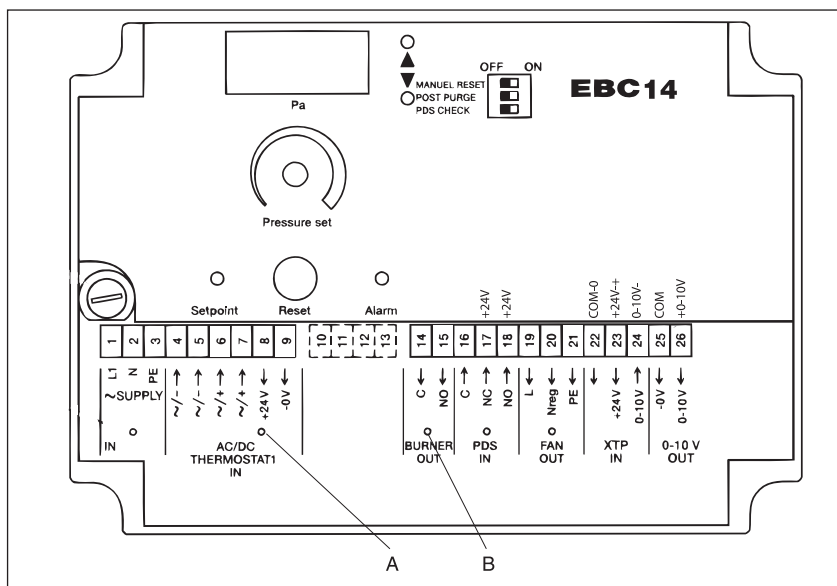 OFF ON
MANUEL RESET
POST PURGE
PDS CHECK
EBC14
Pa
Pressure set
Setpoint Reset Alarm
+24V +24V COM-0 +24V-+ 0-10V- COM +0-10V
1 2 3 4 5 6 7 8 9 10 11 12 13 14 15 16 17 18 19 20 21 22 23 24 25 26
L1 N PE ~/- ~/- ~/+ ~/+ +24V -0V C NO C NC NO L Nreg PE +24V 0-10V -0V 0-10V
~SUPPLY
IN
AC/DC
THERMOSTAT1
IN
BURNER
OUT
PDS
IN
FAN
OUT
XTP
IN
0-10 V
OUT
A B